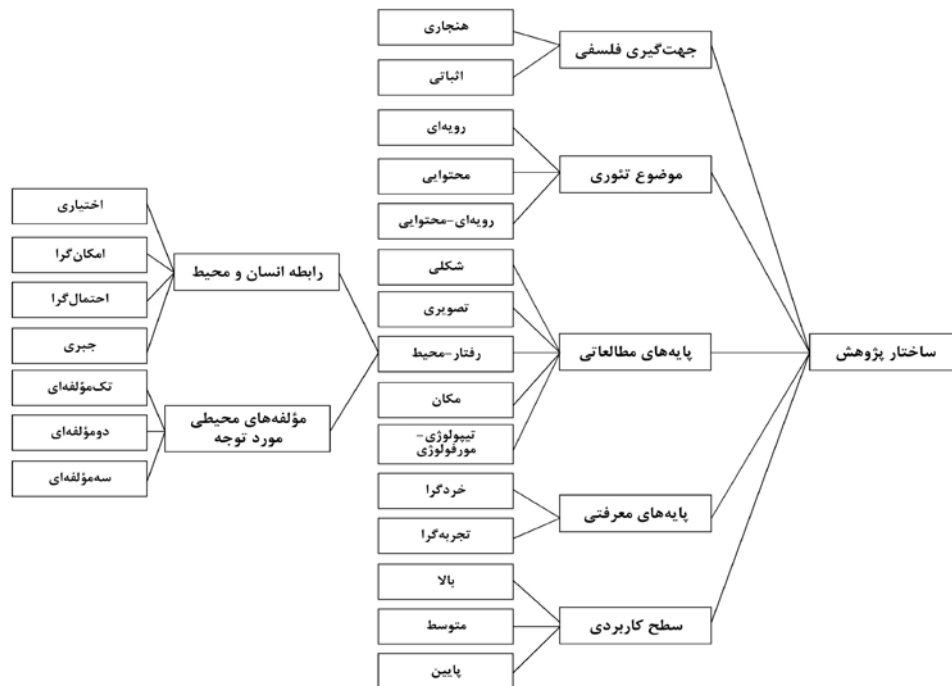 ساختار پژوهش
جهت‌گیری فلسفی
هنجاری
اثباتی
موضوع تئوری
رویه‌ای
محتوایی
رویه‌ای-محتوایی
پایه‌های مطالعاتی
شکلی
تصویری
رفتار-محیط
رابطه انسان و محیط
اختیاری
امکان‌گرا
احتمال‌گرا
جبری
مؤلفه‌های محیطی
مورد توجه
تک‌مؤلفه‌ای
دومؤلفه‌ای
سه‌مؤلفه‌ای
مکان
تیپولوژی-
مورفولوژی
پایه‌های معرفتی
خردگرا
تجربه‌گرا
سطح کاربردی
بالا
متوسط
پایین